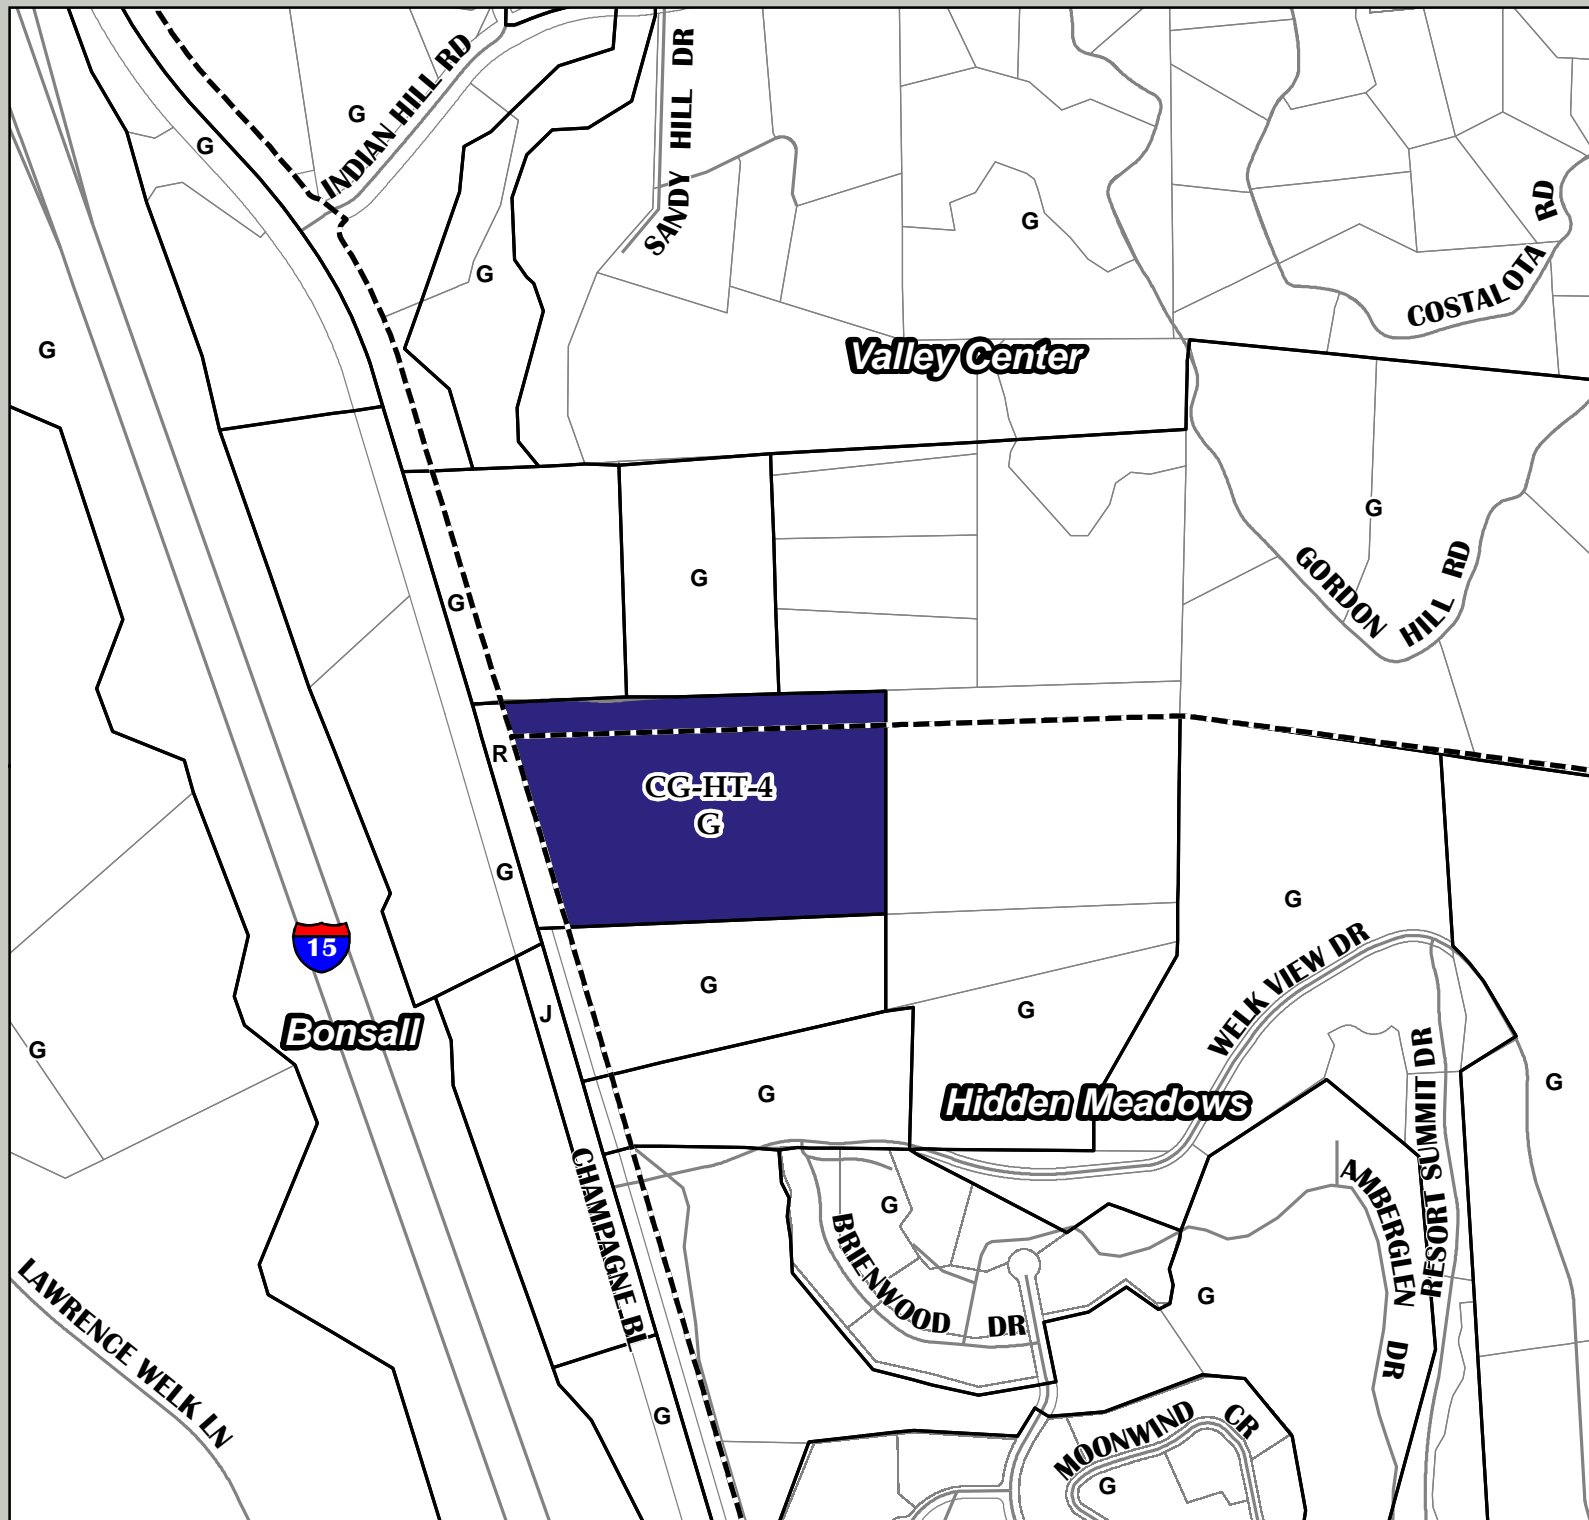 INDIAN HILL RD
SANDY HILL DR
G
G
G
G
RD
COSTALOTA
G
Valley Center
G
G
G
GORDON
HILL RD
R
CG-HT-4
G
G
G
WELK VIEW DR
15
G
J
G
Bonsall
G
RESORT SUMMIT DR
G
G
Hidden Meadows
CHAMPAGNE BL
AMBERGLEN DR
G
BRIENWOOD DR
G
LAWRENCE WELK LN
G
MOONWIND CR
G